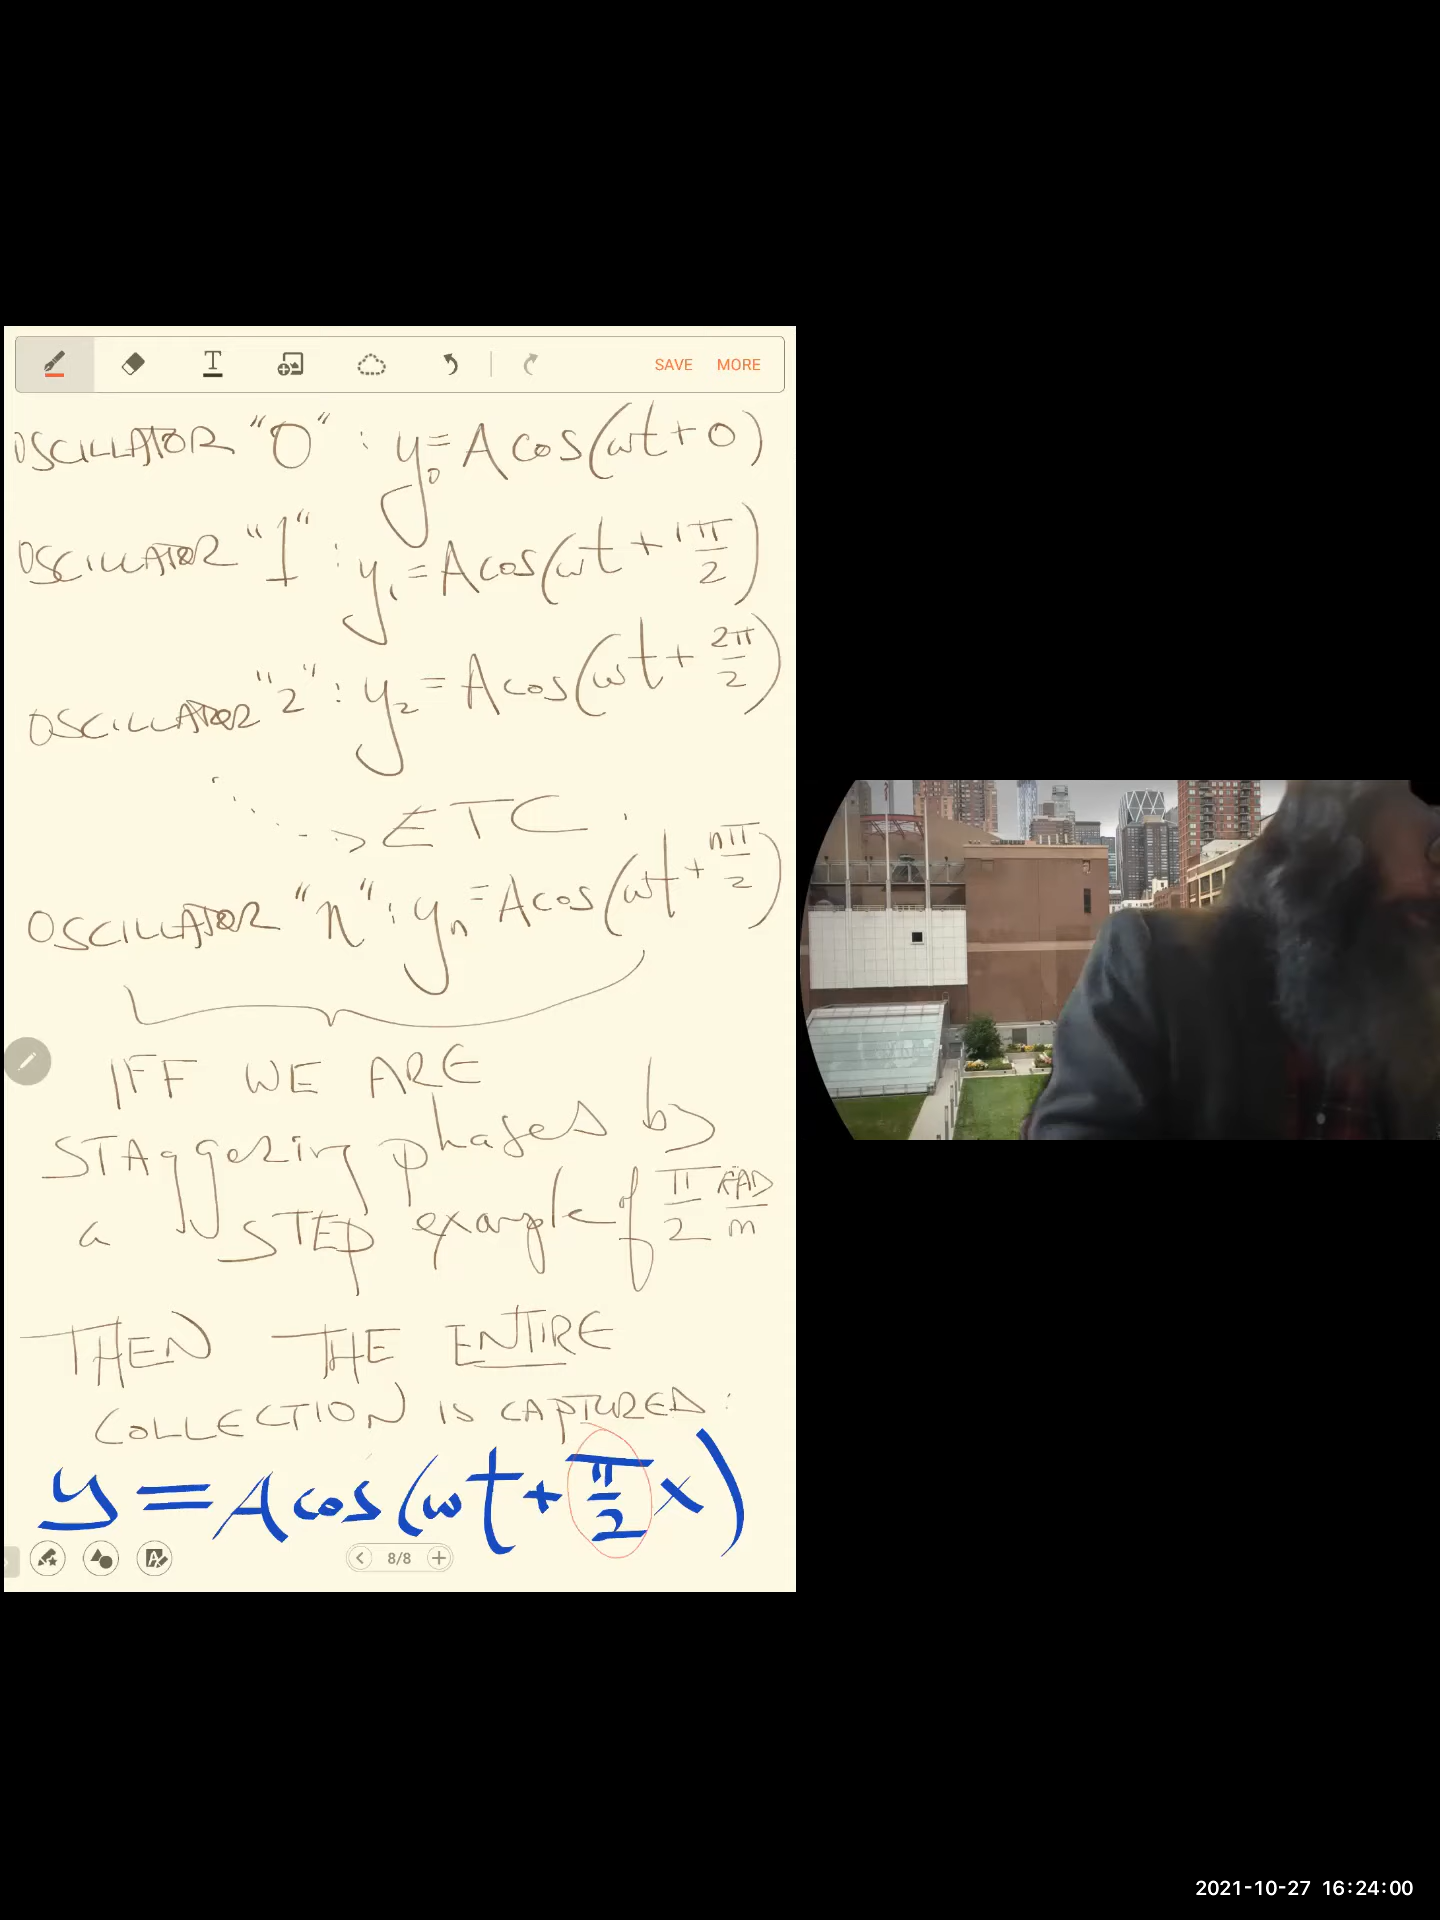 SAVE MORE
OSCILLATOR "0" : y₀ = A cos(ωt + 0)
OSCILLATOR "1" : y₁ = A cos(ωt + 1π/2)
OSCILLATOR "2" : y₂ = A cos(ωt + 2π/2)
⋱→ ETC.
OSCILLATOR "n" : yₙ = A cos(ωt + nπ/2)
IFF WE ARE
STAggering phases by
a STEP example of π/2 RAD/m
THEN THE ENTIRE
COLLECTION IS CAPTURED:
y = A cos(ωt + π/2 x)
8/8
2021-10-27 16:24:00